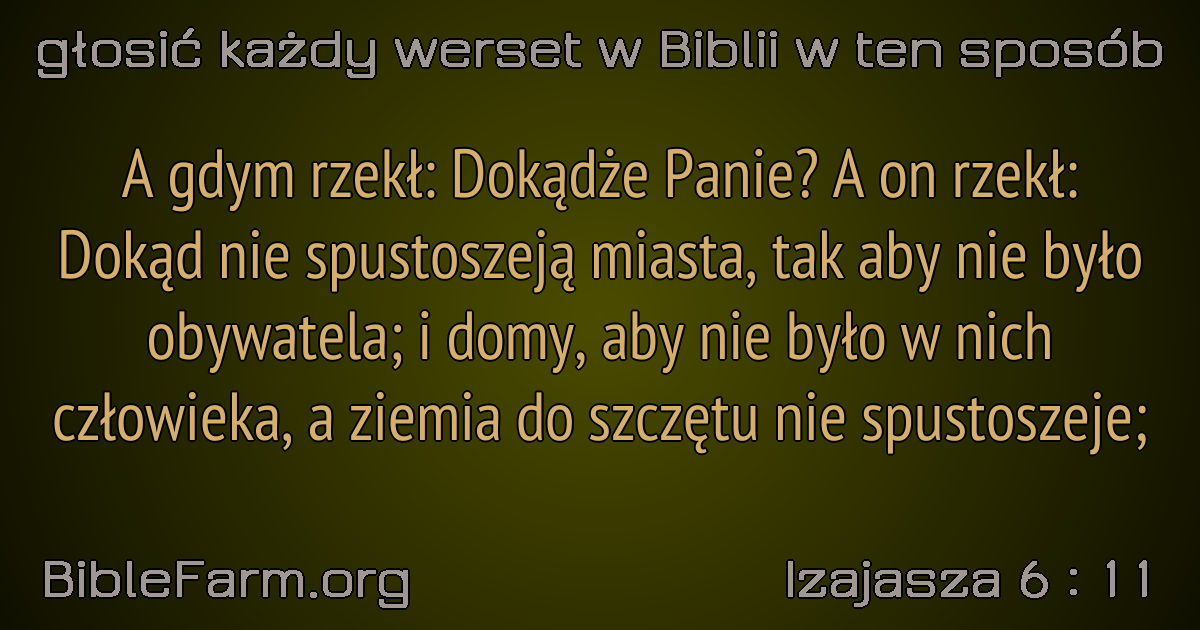 głosić każdy werset w Biblii w ten sposób
A gdym rzekł: Dokądże Panie? A on rzekł:
Dokąd nie spustoszeją miasta, tak aby nie było
obywatela; i domy, aby nie było w nich
człowieka, a ziemia do szczętu nie spustoszeje;
BibleFarm.org
Izajasza 6 : 11